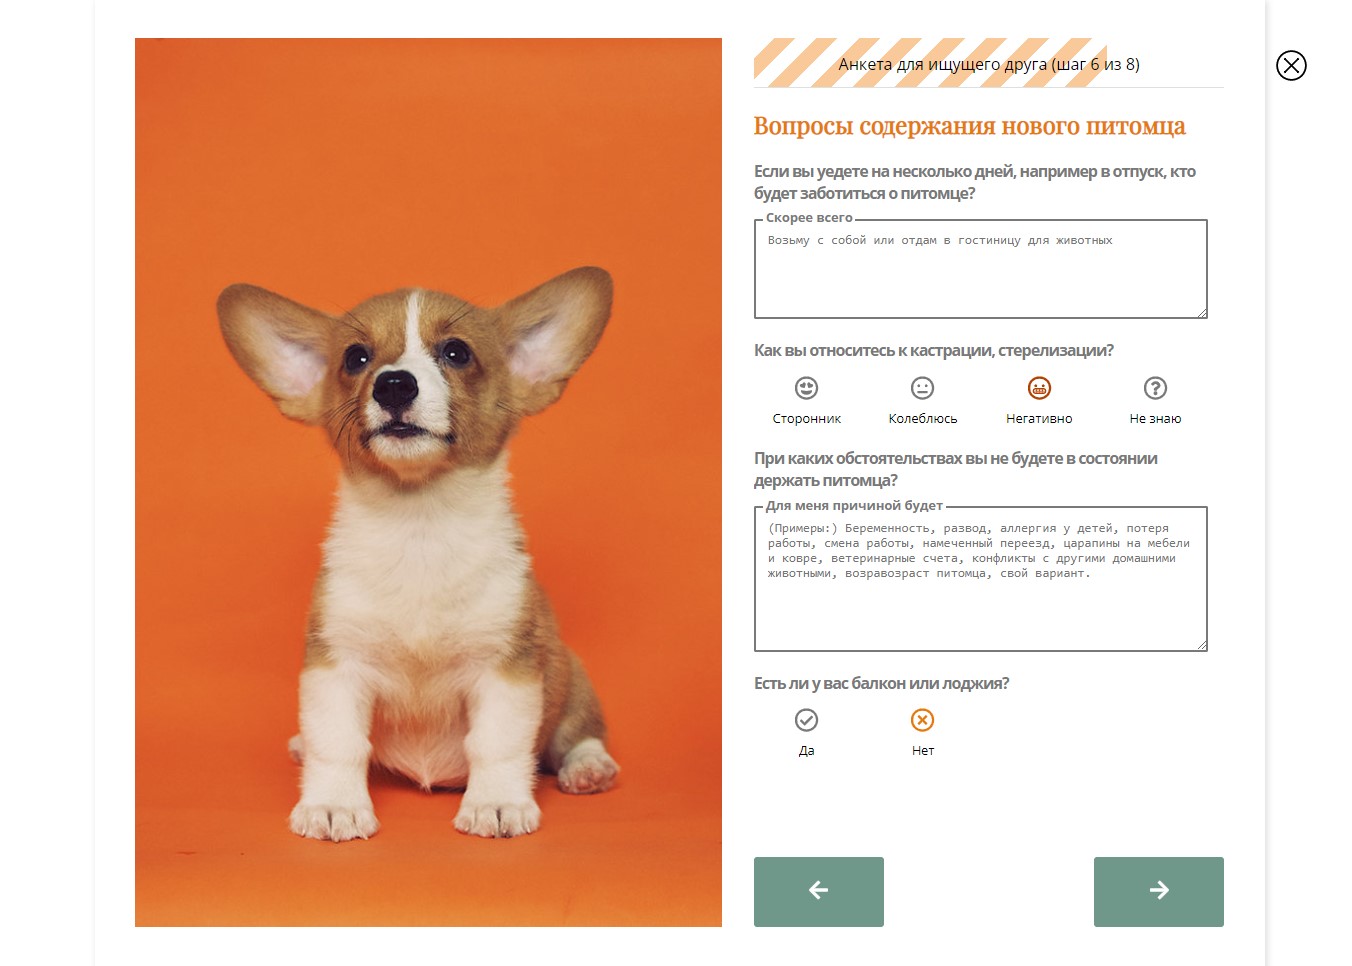 Анкета для ищущего друга (шаг 6 из 8)
Вопросы содержания нового питомца
Если вы уедете на несколько дней, например в отпуск, кто
будет заботиться о питомце?
Скорее всего
Возьму с собой или отдам в гостиницу для животных
Как вы относитесь к кастрации, стерелизации?
Сторонник Колеблюсь Негативно Не знаю
При каких обстоятельствах вы не будете в состоянии
держать питомца?
Для меня причиной будет
(Примеры:) Беременность, развод, аллергия у детей, потеря
работы, смена работы, намеченный переезд, царапины на мебели
и ковре, ветеринарные счета, конфликты с другими домашними
животными, возравозраст питомца, свой вариант.
Есть ли у вас балкон или лоджия?
Да Нет